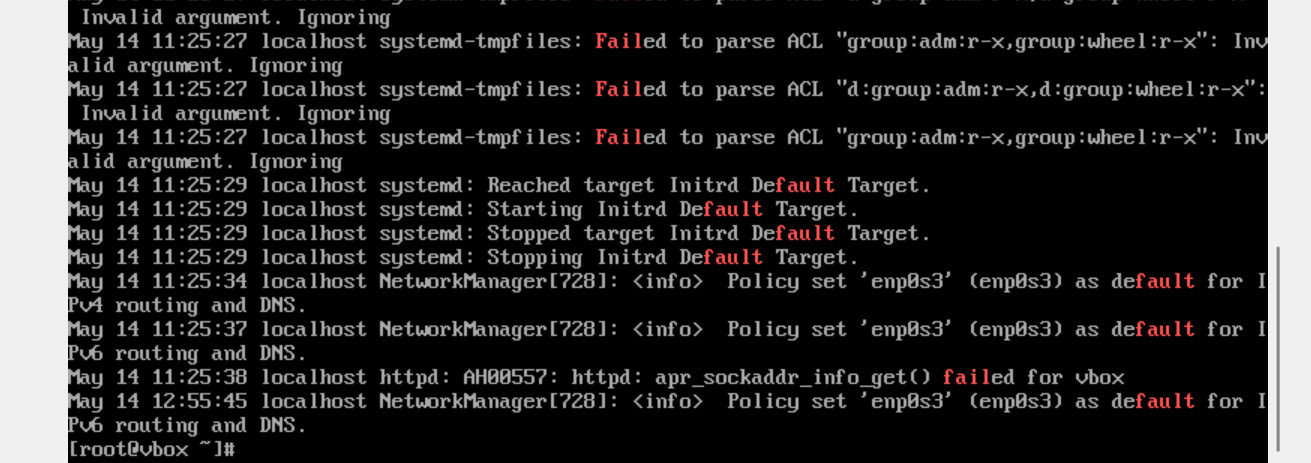 Invalid argument. Ignoring
May 14 11:25:27 localhost systemd-tmpfiles: Failed to parse ACL "group:adm:r-x,group:wheel:r-x": Inv
alid argument. Ignoring
May 14 11:25:27 localhost systemd-tmpfiles: Failed to parse ACL "d:group:adm:r-x,d:group:wheel:r-x":
Invalid argument. Ignoring
May 14 11:25:27 localhost systemd-tmpfiles: Failed to parse ACL "group:adm:r-x,group:wheel:r-x": Inv
alid argument. Ignoring
May 14 11:25:29 localhost systemd: Reached target Initrd Default Target.
May 14 11:25:29 localhost systemd: Starting Initrd Default Target.
May 14 11:25:29 localhost systemd: Stopped target Initrd Default Target.
May 14 11:25:29 localhost systemd: Stopping Initrd Default Target.
May 14 11:25:34 localhost NetworkManager[728]: <info>  Policy set 'enp0s3' (enp0s3) as default for I
Pv4 routing and DNS.
May 14 11:25:37 localhost NetworkManager[728]: <info>  Policy set 'enp0s3' (enp0s3) as default for I
Pv6 routing and DNS.
May 14 11:25:38 localhost httpd: AH00557: httpd: apr_sockaddr_info_get() failed for vbox
May 14 12:55:45 localhost NetworkManager[728]: <info>  Policy set 'enp0s3' (enp0s3) as default for I
Pv6 routing and DNS.
[root@vbox ~]#